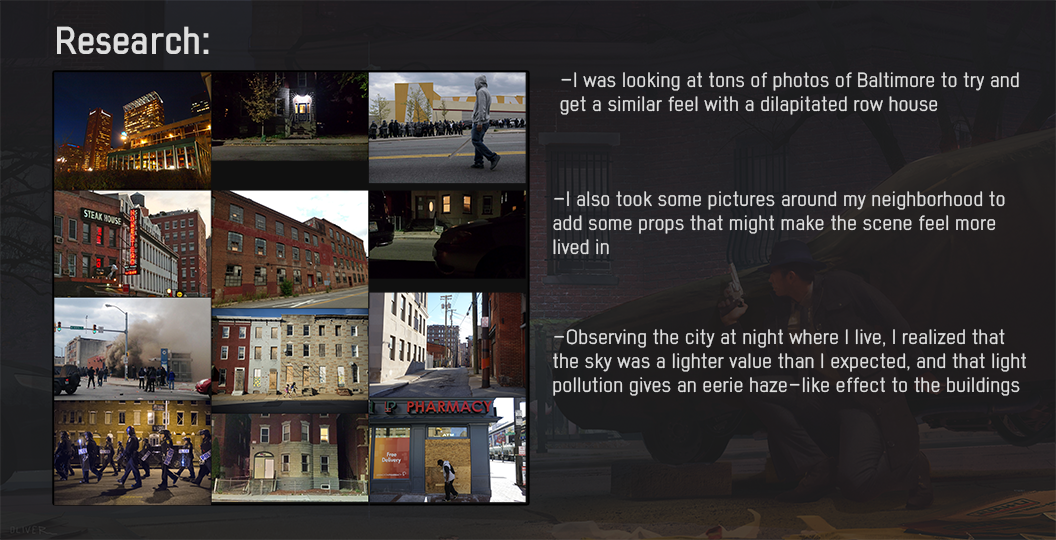 Research:
-I was looking at tons of photos of Baltimore to try and
get a similar feel with a dilapitated row house
-I also took some pictures around my neighborhood to
add some props that might make the scene feel more
lived in
-Observing the city at night where I live, I realized that
the sky was a lighter value than I expected, and that light
pollution gives an eerie haze-like effect to the buildings
STEAK HOUSE
PHARMACY
ATM
Free
Delivery